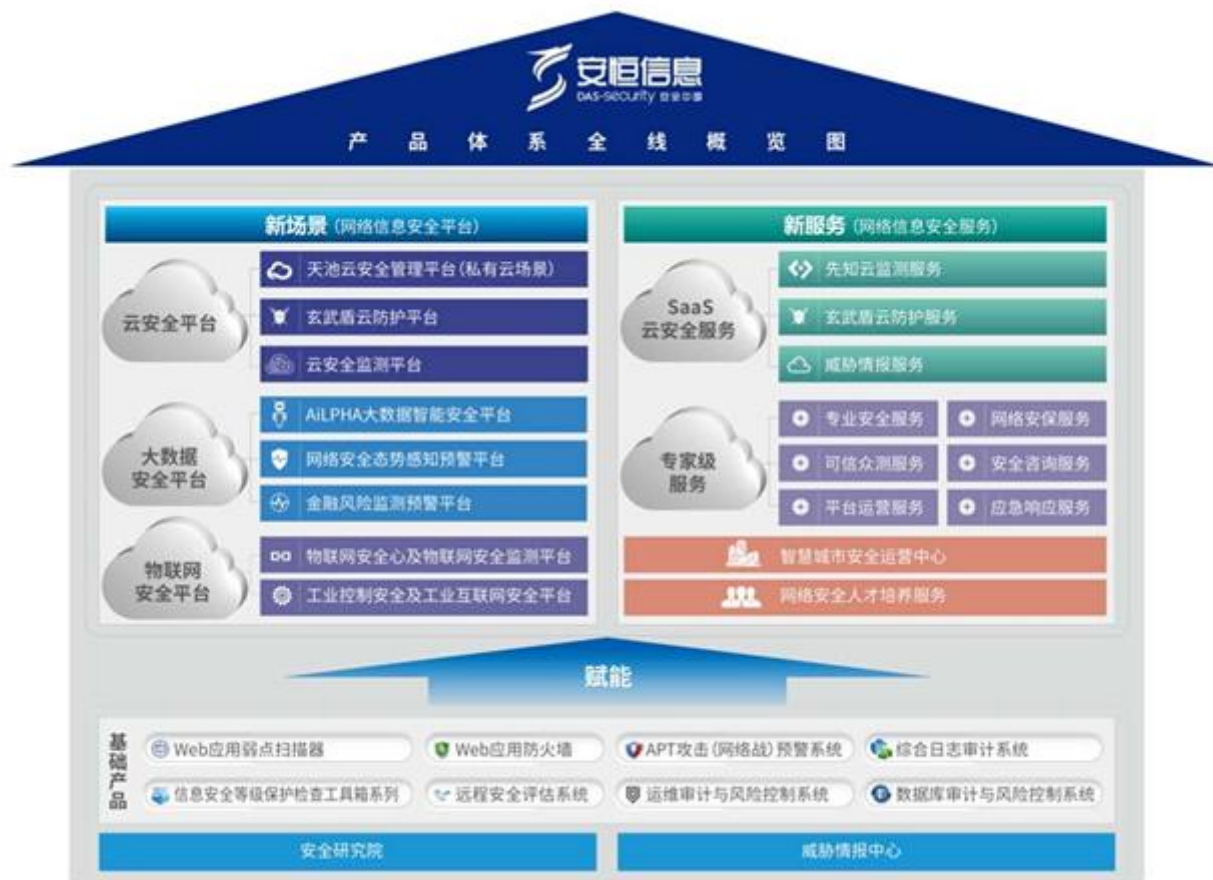 安恒信息
DAS-security 安全中国
产品体系全线概览图
新场景 (网络信息安全平台)
云安全平台
天池云安全管理平台(私有云场景)
玄武盾云防护平台
云安全监测平台
大数据
安全平台
AiLPHA大数据智能安全平台
网络安全态势感知预警平台
金融风险监测预警平台
物联网
安全平台
物联网安全心及物联网安全监测平台
工业控制安全及工业互联网安全平台
新服务 (网络信息安全服务)
SaaS
云安全服务
先知云监测服务
玄武盾云防护服务
威胁情报服务
专家级
服务
专业安全服务
网络安保服务
可信众测服务
安全咨询服务
平台运营服务
应急响应服务
智慧城市安全运营中心
网络安全人才培养服务
赋能
基础产品
Web应用弱点扫描器
Web应用防火墙
APT攻击(网络战)预警系统
综合日志审计系统
信息安全等级保护检查工具箱系列
远程安全评估系统
运维审计与风险控制系统
数据库审计与风险控制系统
安全研究院
威胁情报中心